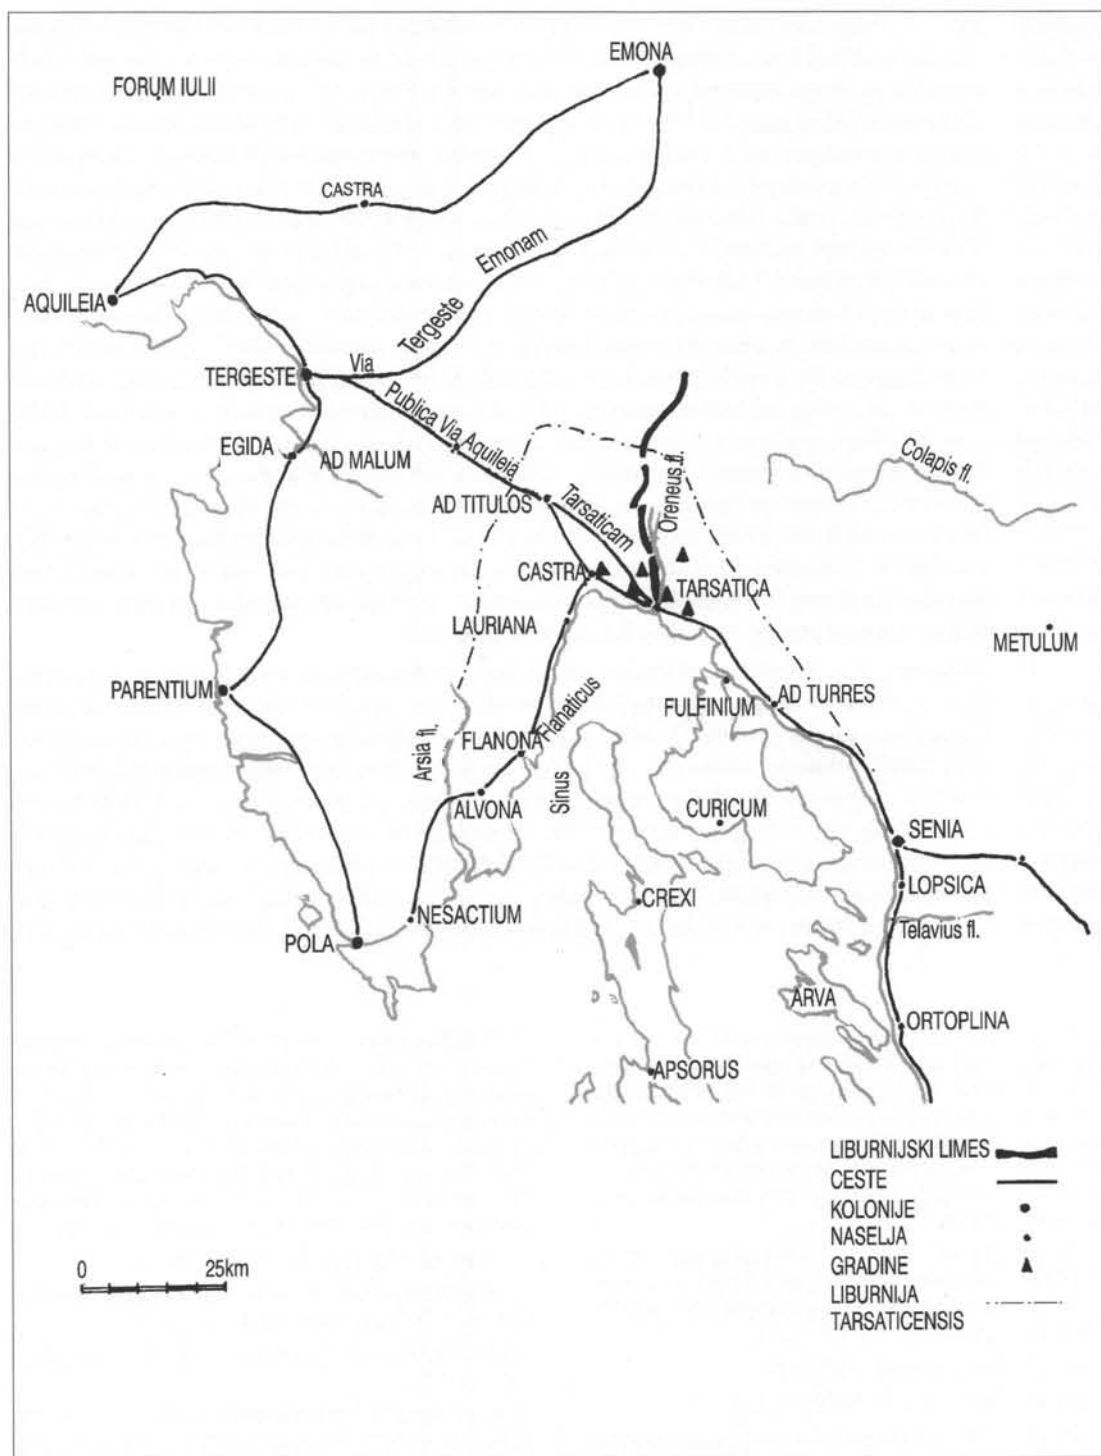 EMONA
FORUM IULII
CASTRA
Via Tergeste Emonam
AQUILEIA
TERGESTE
Publica Via Aquileia Tarsaticam
EGIDA
AD MALUM
Colapis fl.
Oreneus fl.
AD TITULOS
CASTRA
TARSATICA
LAURIANA
METULUM
PARENTIUM
FULFINIUM
AD TURRES
Arsia fl.
FLANONA
Sinus Flanaticus
ALVONA
CURICUM
SENIA
LOPSICA
CREXI
NESACTIUM
POLA
Telavius fl.
ARVA
ORTOPLINA
APSORUS
LIBURNIJSKI LIMES
CESTE
KOLONIJE
NASELJA
GRADINE
LIBURNIJA
TARSATICENSIS
0 25km